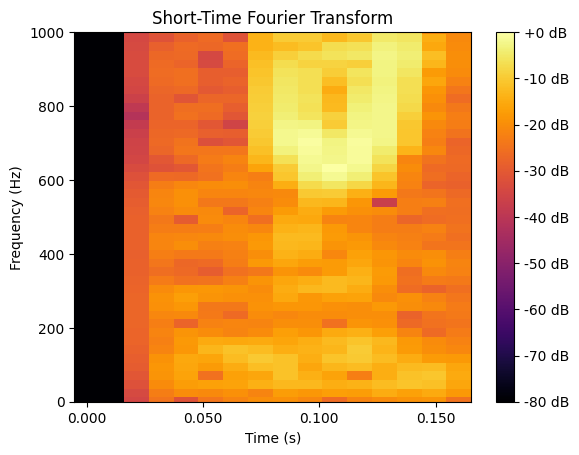 Short-Time Fourier Transform
1000
800
600
400
200
0
Frequency (Hz)
0.000 0.050 0.100 0.150
Time (s)
+0 dB
-10 dB
-20 dB
-30 dB
-40 dB
-50 dB
-60 dB
-70 dB
-80 dB